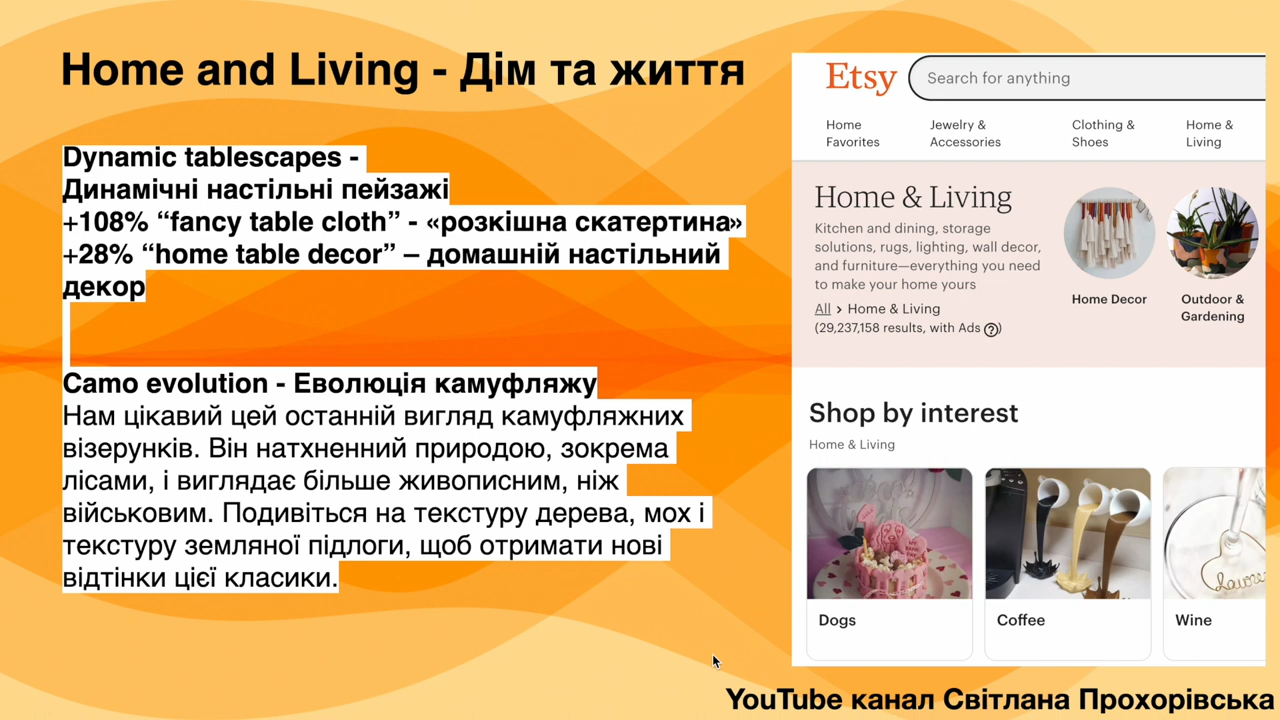 Home and Living - Дім та життя
Dynamic tablescapes -
Динамічні настільні пейзажі
+108% “fancy table cloth” - «розкішна скатертина»
+28% “home table decor” – домашній настільний
декор
Camo evolution - Еволюція камуфляжу
Нам цікавий цей останній вигляд камуфляжних
візерунків. Він натхненний природою, зокрема
лісами, і виглядає більше живописним, ніж
військовим. Подивіться на текстуру дерева, мох і
текстуру земляної підлоги, щоб отримати нові
відтінки цієї класики.
Etsy
Search for anything
Home
Favorites
Jewelry &
Accessories
Clothing &
Shoes
Home &
Living
Home & Living
Kitchen and dining, storage
solutions, rugs, lighting, wall decor,
and furniture—everything you need
to make your home yours
All > Home & Living
(29,237,158 results, with Ads ?)
Home Decor
Outdoor &
Gardening
Shop by interest
Home & Living
Dogs
Coffee
Wine
YouTube канал Світлана Прохорівська